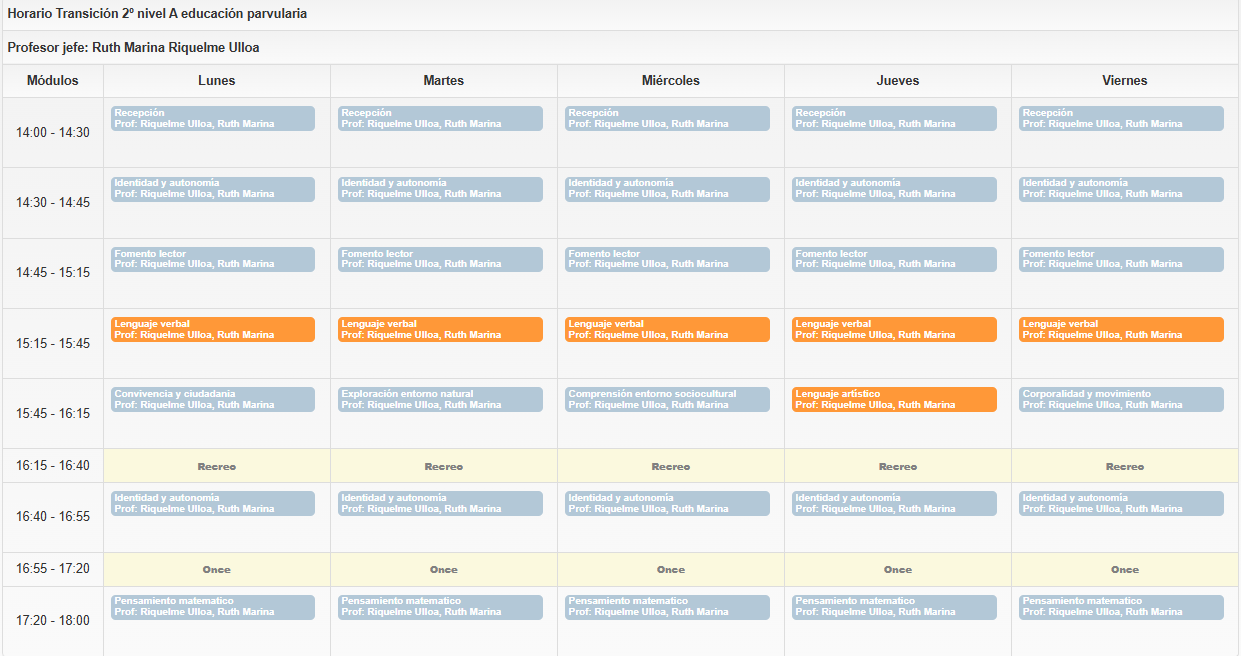 Horario Transición 2º nivel A educación parvularia
Profesor jefe: Ruth Marina Riquelme Ulloa
Módulos Lunes Martes Miércoles Jueves Viernes
14:00 - 14:30
Recepción Recepción Recepción Recepción Recepción
Prof: Riquelme Ulloa, Ruth Marina Prof: Riquelme Ulloa, Ruth Marina Prof: Riquelme Ulloa, Ruth Marina Prof: Riquelme Ulloa, Ruth Marina Prof: Riquelme Ulloa, Ruth Marina
14:30 - 14:45
Identidad y autonomía Identidad y autonomía Identidad y autonomía Identidad y autonomía Identidad y autonomía
Prof: Riquelme Ulloa, Ruth Marina Prof: Riquelme Ulloa, Ruth Marina Prof: Riquelme Ulloa, Ruth Marina Prof: Riquelme Ulloa, Ruth Marina Prof: Riquelme Ulloa, Ruth Marina
14:45 - 15:15
Fomento lector Fomento lector Fomento lector Fomento lector Fomento lector
Prof: Riquelme Ulloa, Ruth Marina Prof: Riquelme Ulloa, Ruth Marina Prof: Riquelme Ulloa, Ruth Marina Prof: Riquelme Ulloa, Ruth Marina Prof: Riquelme Ulloa, Ruth Marina
15:15 - 15:45
Lenguaje verbal Lenguaje verbal Lenguaje verbal Lenguaje verbal Lenguaje verbal
Prof: Riquelme Ulloa, Ruth Marina Prof: Riquelme Ulloa, Ruth Marina Prof: Riquelme Ulloa, Ruth Marina Prof: Riquelme Ulloa, Ruth Marina Prof: Riquelme Ulloa, Ruth Marina
15:45 - 16:15
Convivencia y ciudadania Exploración entorno natural Comprensión entorno sociocultural Lenguaje artístico Corporalidad y movimiento
Prof: Riquelme Ulloa, Ruth Marina Prof: Riquelme Ulloa, Ruth Marina Prof: Riquelme Ulloa, Ruth Marina Prof: Riquelme Ulloa, Ruth Marina Prof: Riquelme Ulloa, Ruth Marina
16:15 - 16:40 Recreo Recreo Recreo Recreo Recreo
16:40 - 16:55
Identidad y autonomía Identidad y autonomía Identidad y autonomía Identidad y autonomía Identidad y autonomía
Prof: Riquelme Ulloa, Ruth Marina Prof: Riquelme Ulloa, Ruth Marina Prof: Riquelme Ulloa, Ruth Marina Prof: Riquelme Ulloa, Ruth Marina Prof: Riquelme Ulloa, Ruth Marina
16:55 - 17:20 Once Once Once Once Once
17:20 - 18:00
Pensamiento matematico Pensamiento matematico Pensamiento matematico Pensamiento matematico Pensamiento matematico
Prof: Riquelme Ulloa, Ruth Marina Prof: Riquelme Ulloa, Ruth Marina Prof: Riquelme Ulloa, Ruth Marina Prof: Riquelme Ulloa, Ruth Marina Prof: Riquelme Ulloa, Ruth Marina